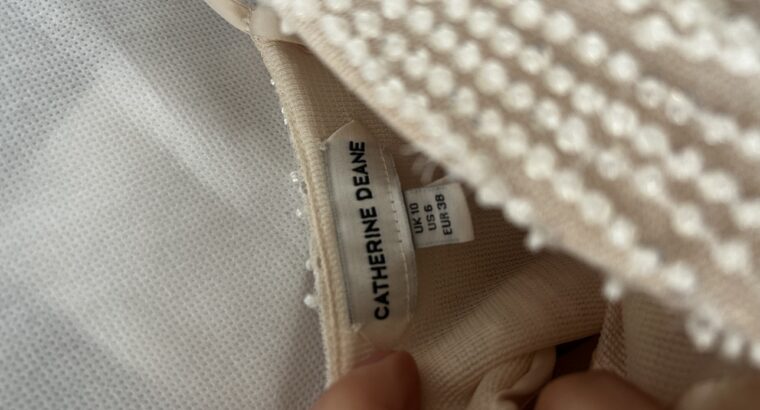 CATHERINE DEANE
UK 10
US 6
EUR 38